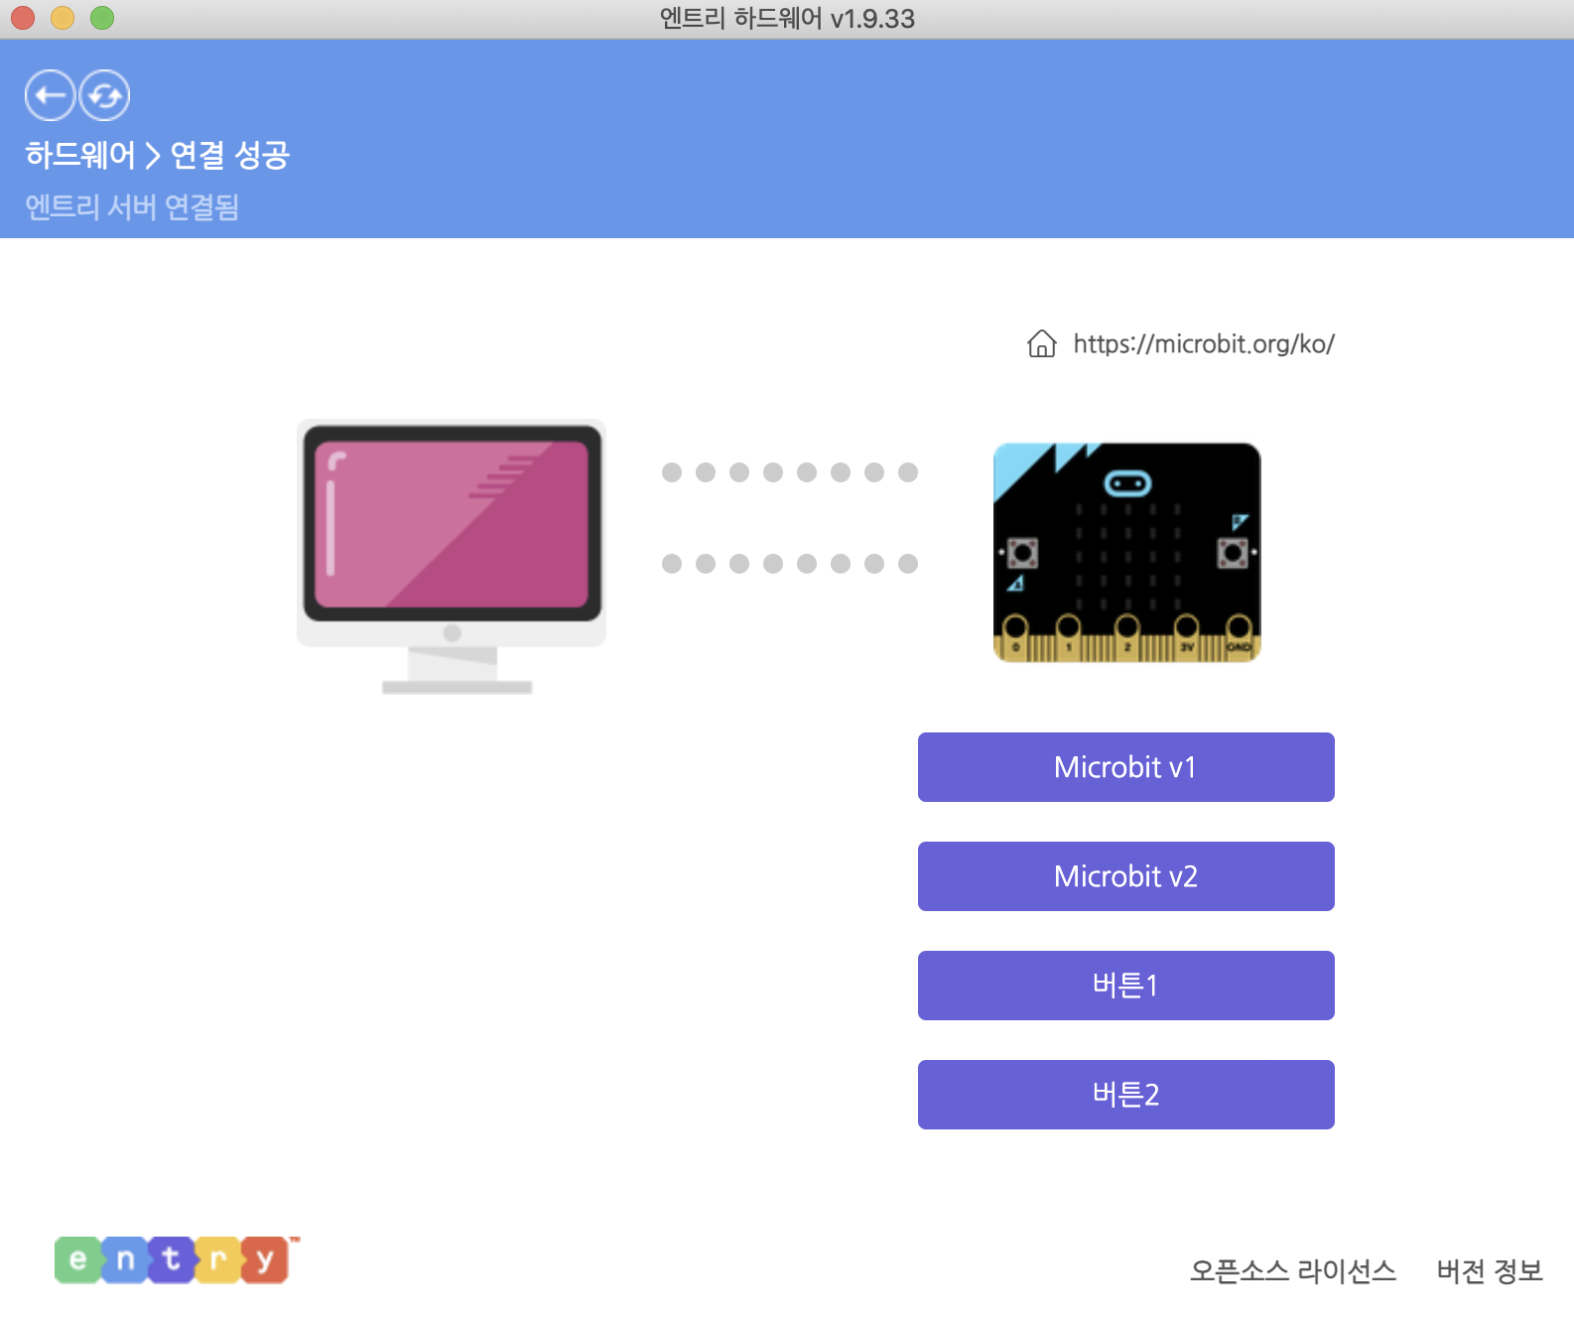 엔트리 하드웨어 v1.9.33
하드웨어 > 연결 성공
엔트리 서버 연결됨
https://microbit.org/ko/
0 1 2 3V GND
Microbit v1
Microbit v2
버튼1
버튼2
entry
오픈소스 라이선스 버전 정보